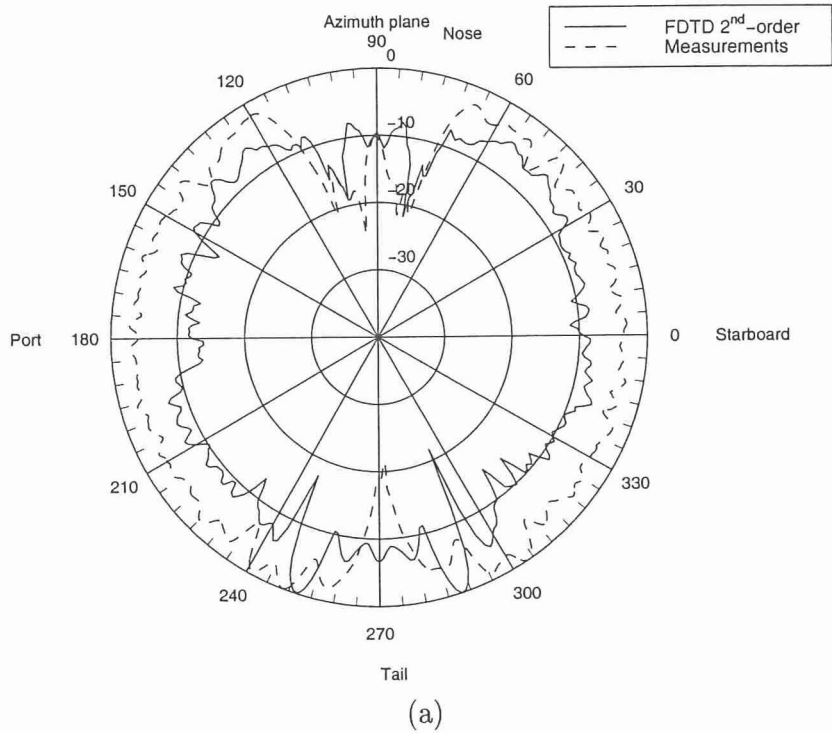 Azimuth plane
90
Nose
0
FDTD 2nd-order
Measurements
120
60
-10
150
-20
30
-30
Port
180
0
Starboard
210
330
240
300
270
Tail
(a)